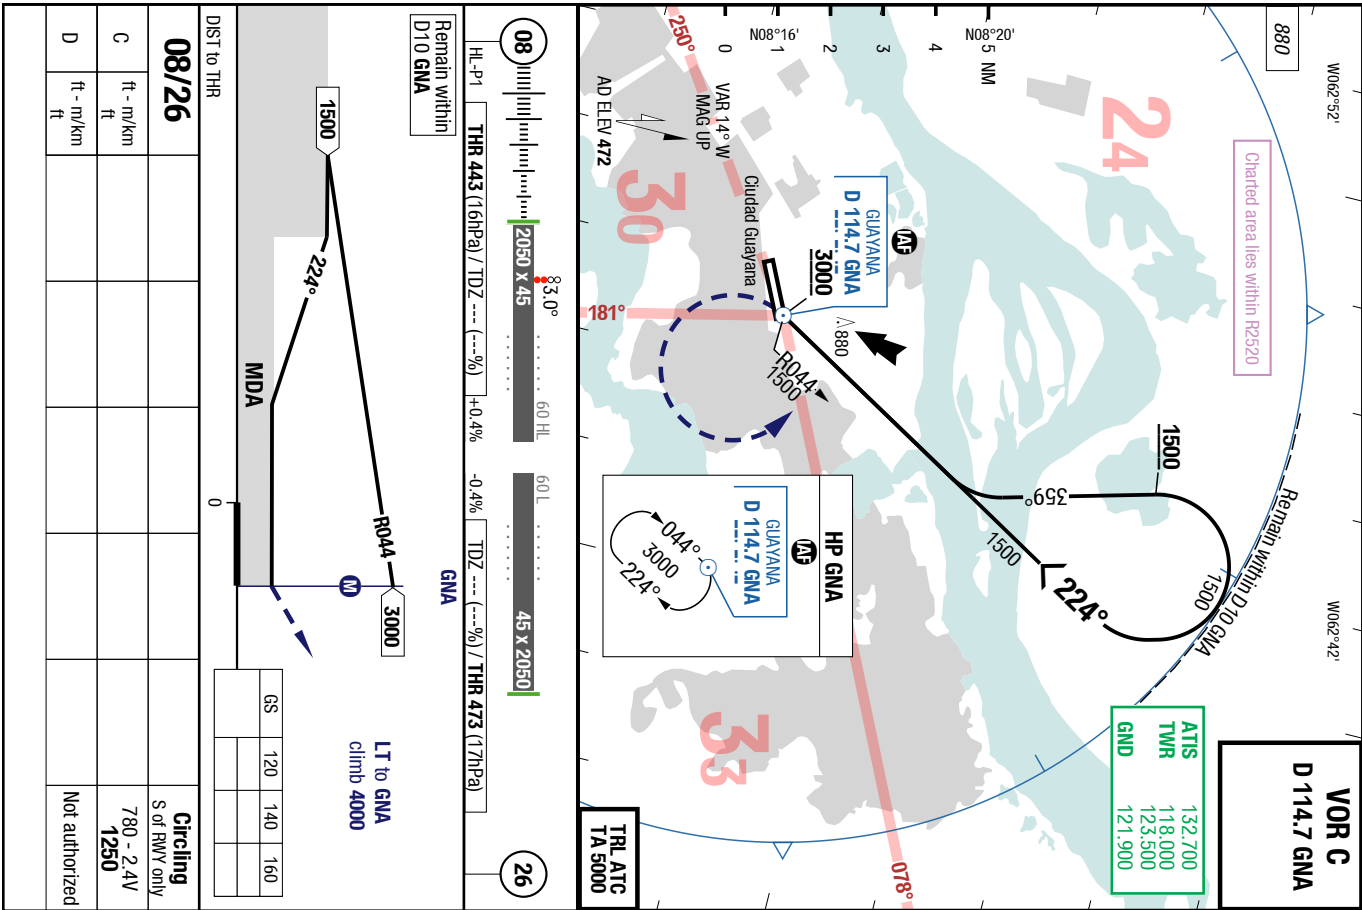 VOR C
D 114.7 GNA
ATIS 132.700
TWR 118.000
123.500
GND 121.900
TRL ATC
TA 5000
880
W062°52'
W062°42'
Charted area lies within R2520
N08°20'
N08°16'
5 NM
4
3
2
1
0
24
30
33
250°
181°
078°
VAR 14° W
MAG UP
AD ELEV 472
Ciudad Guayana
IAF
GUAYANA
D 114.7 GNA
3000
880
R044
1500
1500
359°
1500
1500
224°
Remain within D10 GNA
HP GNA
IAF
GUAYANA
D 114.7 GNA
044°
3000
224°
08
26
HL-P1
3.0°
2050 x 45
60 HL
60 L
45 x 2050
THR 443 (16hPa) / TDZ --- (---%)
+0.4%
-0.4%
TDZ --- (---%) / THR 473 (17hPa)
Remain within
D10 GNA
GNA
1500
3000
R044
224°
MDA
M
LT to GNA
climb 4000
0
DIST to THR
GS 120 140 160
08/26
Circling
S of RWY only
C
ft - m/km
ft
780 - 2.4V
1250
D
ft - m/km
ft
Not authorized